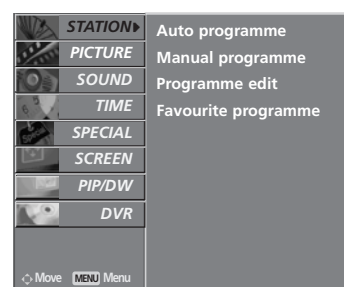 STATION
PICTURE
SOUND
TIME
SPECIAL
SCREEN
PIP/DW
DVR
Move MENU Menu
Auto programme
Manual programme
Programme edit
Favourite programme